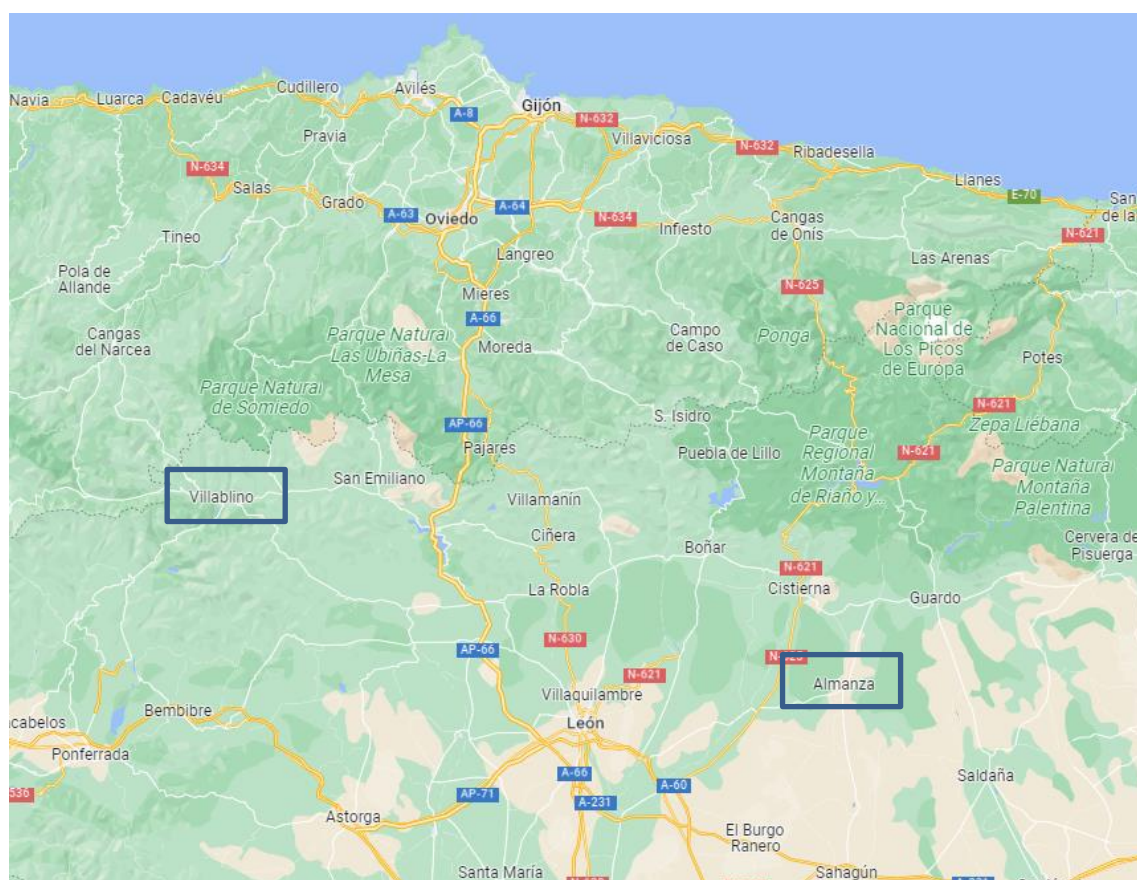 Navia
Luarca
Cadavéu
Cudillero
Avilés
A-8
Gijón
N-632
Pravia
Villaviciosa
N-632
Ribadesella
N-634
Salas
Grado
A-63
Oviedo
A-64
N-634
Infiesto
Cangas
de Onís
Llanes
E-70
San
de la
N-621
Tineo
Langreo
Las Arenas
Pola de
Allande
Mieres
A-66
N-625
Parque
Nacional de
Los Picos
de Europa
Cangas
del Narcea
Parque Natural
Las Ubiñas-La
Mesa
Moreda
Campo
de Caso
Ponga
Potes
Parque Natural
de Somiedo
AP-66
Pajares
S. Isidro
N-621
Zepa Liébana
Puebla de Lillo
Parque
Regional
Montaña
de Riaño y...
N-621
Parque Natural
Montaña
Palentina
Villablino
San Emiliano
Villamanín
Ciñera
Boñar
Cervera de
Pisuerga
N-621
Cistierna
La Robla
Guardo
N-630
AP-66
N-621
N-625
Almanza
Villaquilambre
León
Bembibre
cabelos
Ponferrada
536
A-66
A-60
Saldaña
AP-71
A-231
Astorga
El Burgo
Ranero
Santa María
Sahagún